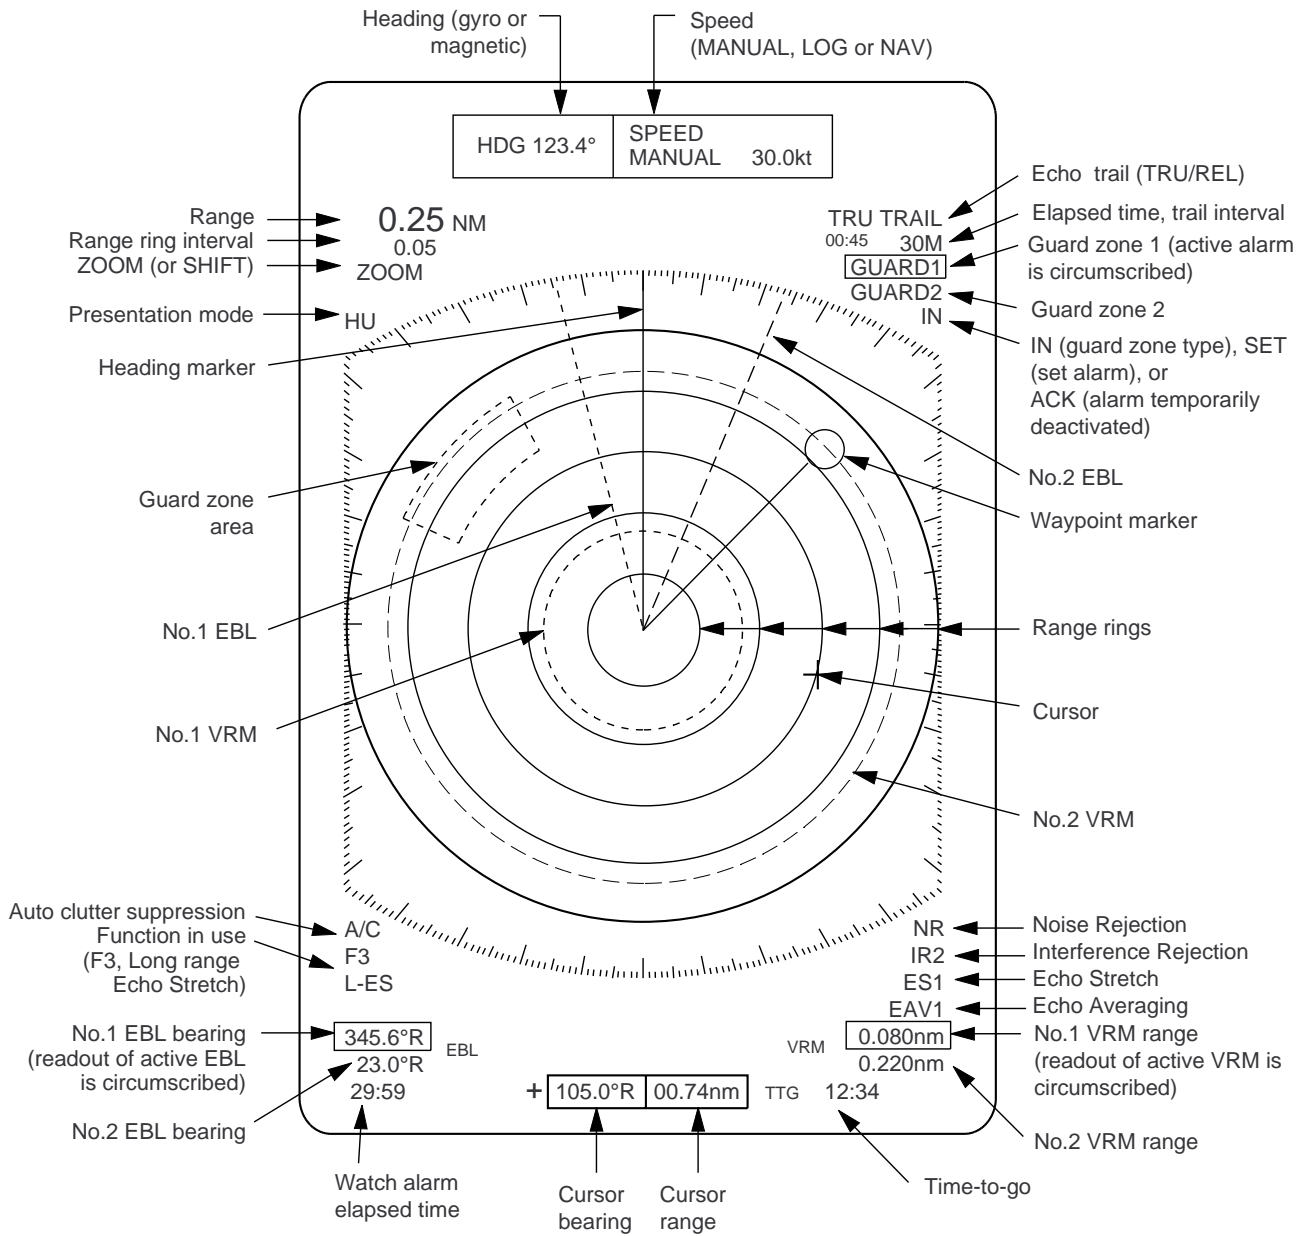 Heading (gyro or
magnetic)
Speed
(MANUAL, LOG or NAV)
HDG 123.4°
SPEED
MANUAL 30.0kt
Range
Range ring interval
ZOOM (or SHIFT)
Presentation mode
Heading marker
Guard zone
area
No.1 EBL
No.1 VRM
0.25 NM
0.05
ZOOM
HU
TRU TRAIL
00:45 30M
GUARD1
GUARD2
IN
Echo trail (TRU/REL)
Elapsed time, trail interval
Guard zone 1 (active alarm
is circumscribed)
Guard zone 2
IN (guard zone type), SET
(set alarm), or
ACK (alarm temporarily
deactivated)
No.2 EBL
Waypoint marker
Range rings
Cursor
No.2 VRM
Auto clutter suppression
Function in use
(F3, Long range
Echo Stretch)
No.1 EBL bearing
(readout of active EBL
is circumscribed)
No.2 EBL bearing
A/C
F3
L-ES
345.6°R EBL
23.0°R
29:59
+ 105.0°R 00.74nm TTG 12:34
NR
IR2
ES1
EAV1
VRM 0.080nm
0.220nm
Noise Rejection
Interference Rejection
Echo Stretch
Echo Averaging
No.1 VRM range
(readout of active VRM is
circumscribed)
No.2 VRM range
Watch alarm
elapsed time
Cursor
bearing
Cursor
range
Time-to-go